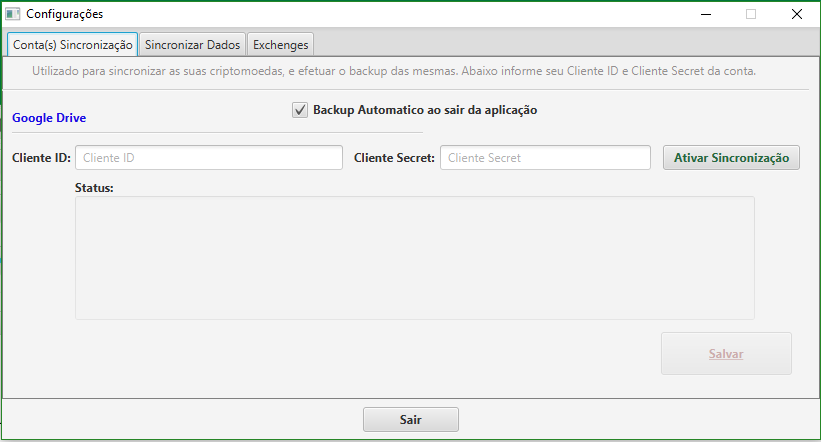 Configurações
Conta(s) Sincronização Sincronizar Dados Exchenges
Utilizado para sincronizar as suas criptomoedas, e efetuar o backup das mesmas. Abaixo informe seu Cliente ID e Cliente Secret da conta.
Backup Automatico ao sair da aplicação
Google Drive
Cliente ID: Cliente ID Cliente Secret: Cliente Secret Ativar Sincronização
Status:
Salvar
Sair